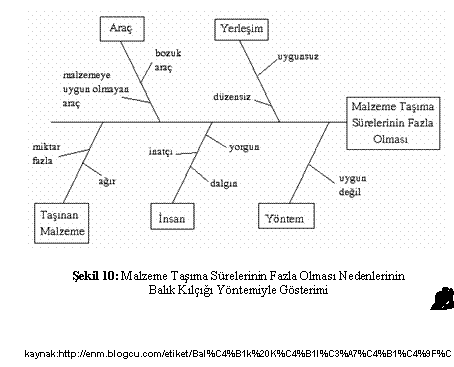 Araç
Yerleşim
bozuk
araç
malzemeye
uygun olmayan
araç
uygunsuz
düzensiz
Malzeme Taşıma
Sürelerinin Fazla
Olması
miktar
fazla
ağır
inatçı
yorgun
dalgın
uygun
değil
Taşınan
Malzeme
İnsan
Yöntem
Şekil 10: Malzeme Taşıma Sürelerinin Fazla Olması Nedenlerinin
Balık Kılçığı Yöntemiyle Gösterimi
kaynak:http://enm.blogcu.com/etiket/Bal%C4%B1k%20K%C4%B1l%C3%A7%C4%B1%C4%9F%C